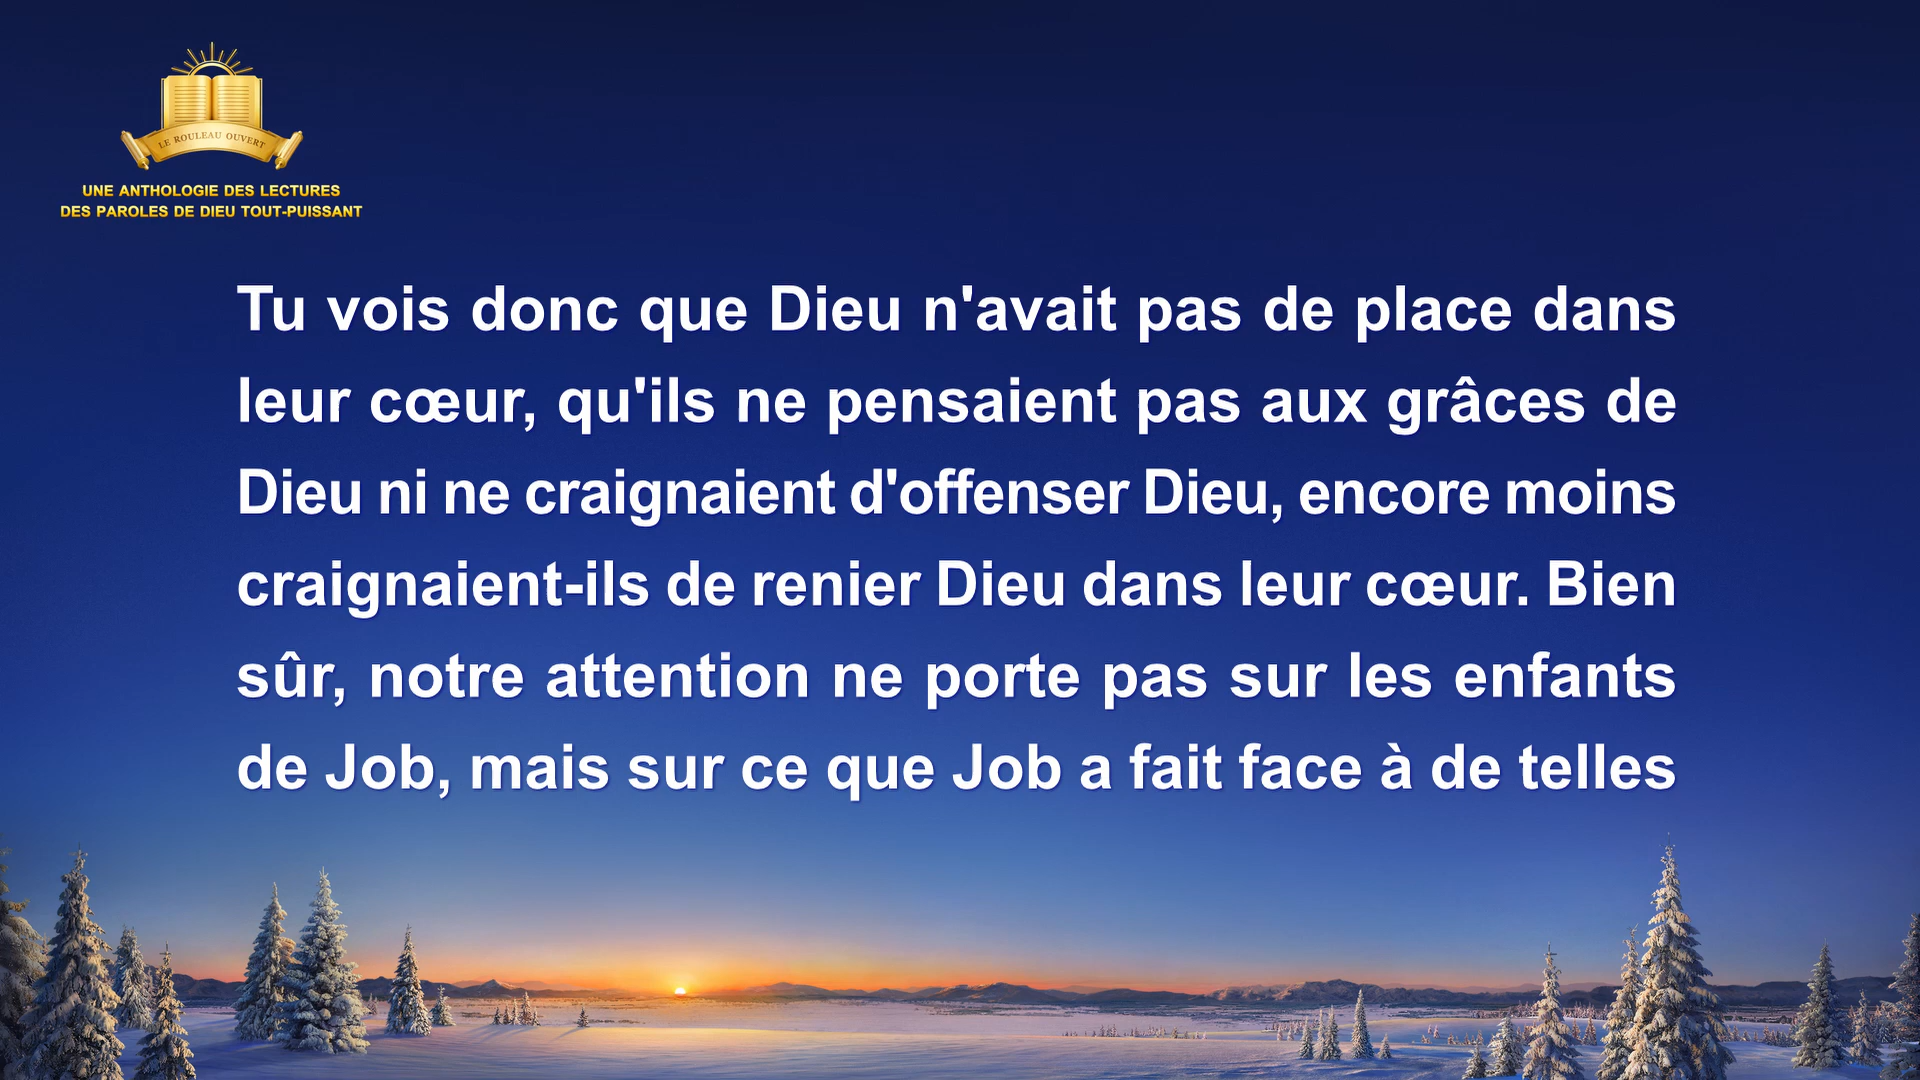 LE ROULEAU OUVERT
UNE ANTHOLOGIE DES LECTURES
DES PAROLES DE DIEU TOUT-PUISSANT
Tu vois donc que Dieu n'avait pas de place dans
leur cœur, qu'ils ne pensaient pas aux grâces de
Dieu ni ne craignaient d'offenser Dieu, encore moins
craignaient-ils de renier Dieu dans leur cœur. Bien
sûr, notre attention ne porte pas sur les enfants
de Job, mais sur ce que Job a fait face à de telles